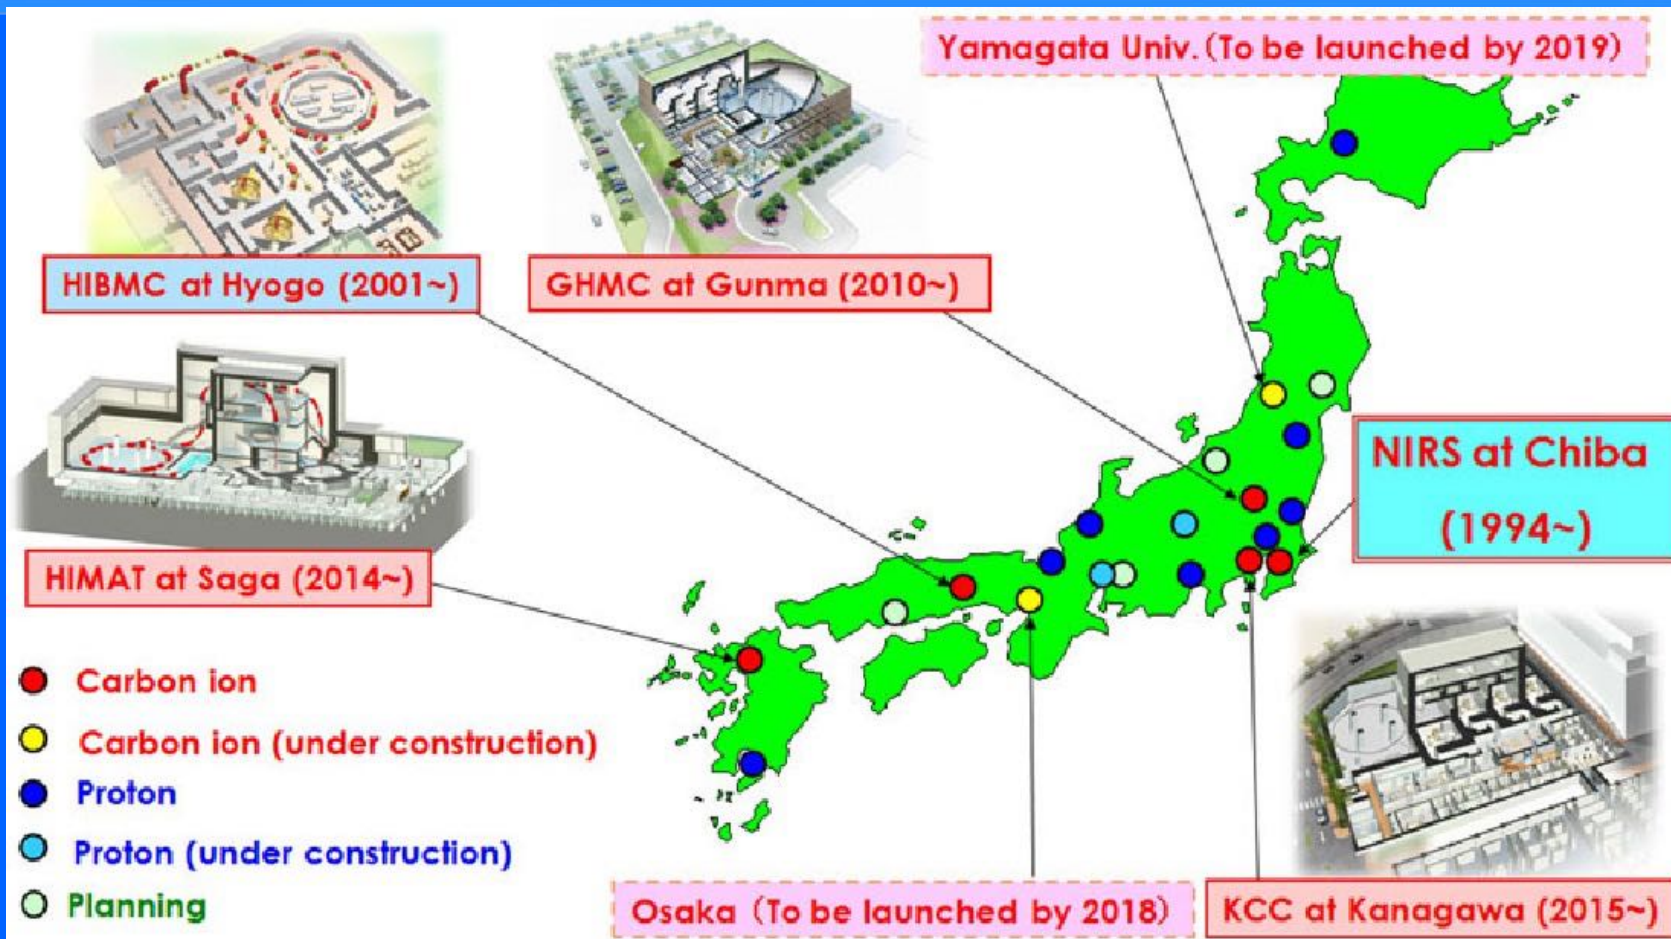 Yamagata Univ.（To be launched by 2019）
HIBMC at Hyogo (2001~)
GHMC at Gunma (2010~)
NIRS at Chiba
(1994~)
HIMAT at Saga (2014~)
Carbon ion
Carbon ion (under construction)
Proton
Proton (under construction)
Planning
Osaka（To be launched by 2018）
KCC at Kanagawa (2015~)